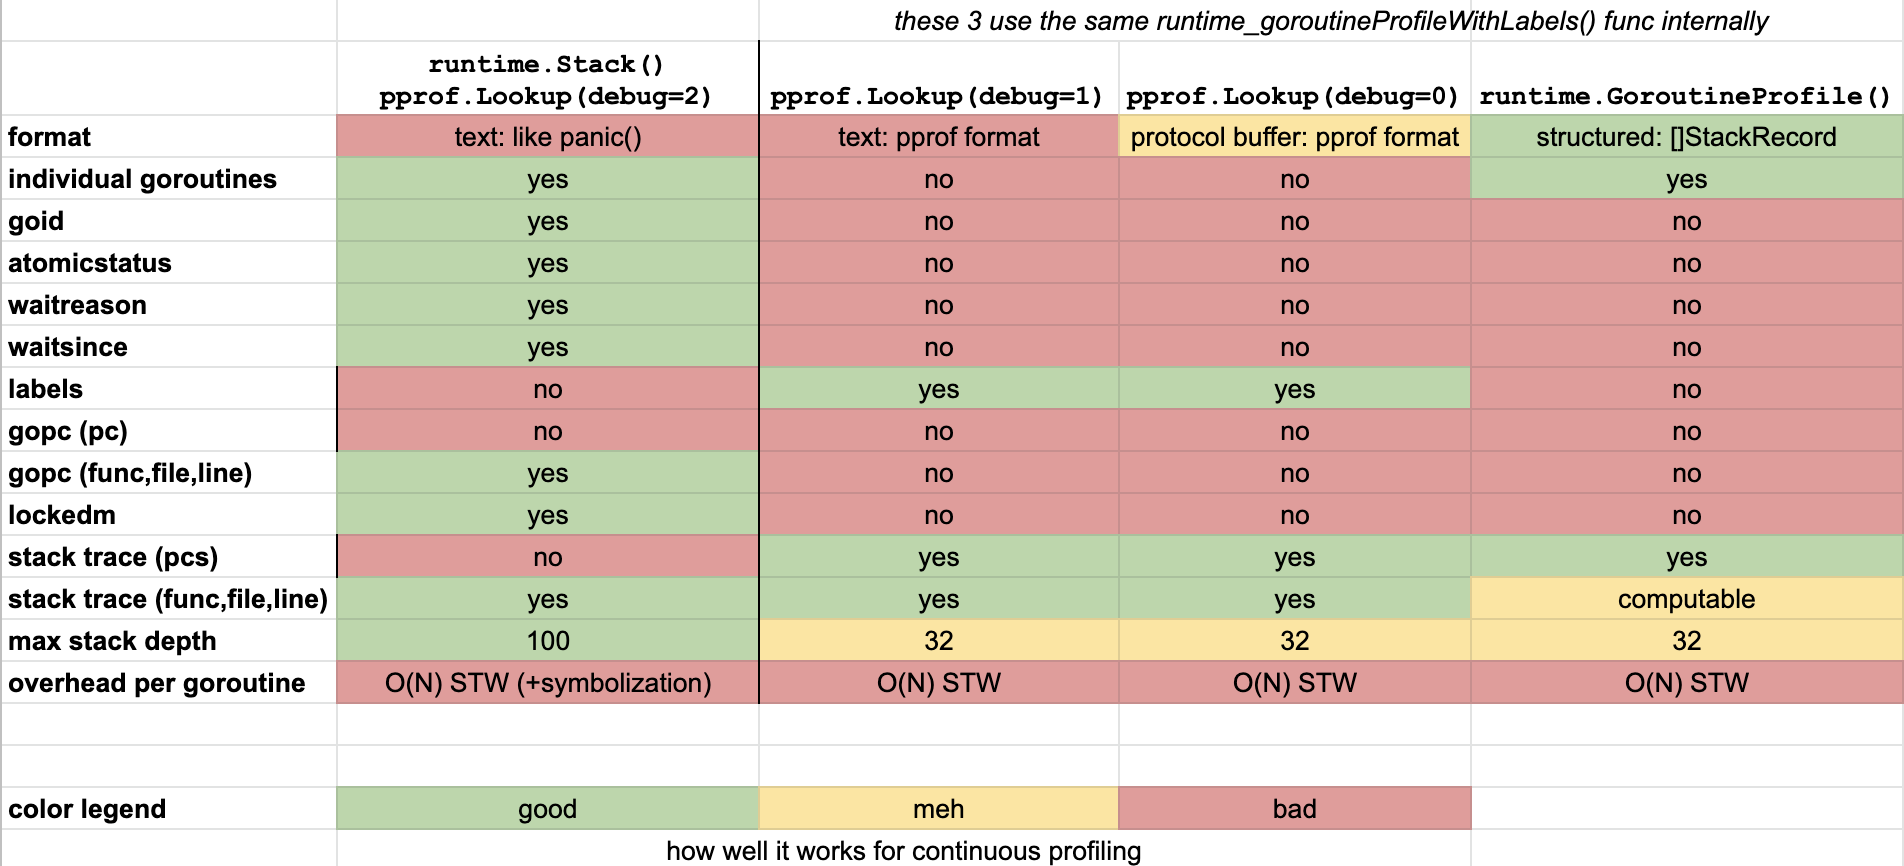 these 3 use the same runtime_goroutineProfileWithLabels() func internally
runtime.Stack()
pprof.Lookup(debug=2) pprof.Lookup(debug=1) pprof.Lookup(debug=0) runtime.GoroutineProfile()
format text: like panic() text: pprof format protocol buffer: pprof format structured: []StackRecord
individual goroutines yes no no yes
goid yes no no no
atomicstatus yes no no no
waitreason yes no no no
waitsince yes no no no
labels no yes yes no
gopc (pc) no no no no
gopc (func,file,line) yes no no no
lockedm yes no no no
stack trace (pcs) no yes yes yes
stack trace (func,file,line) yes yes yes computable
max stack depth 100 32 32 32
overhead per goroutine O(N) STW (+symbolization) O(N) STW O(N) STW O(N) STW
color legend good meh bad
how well it works for continuous profiling